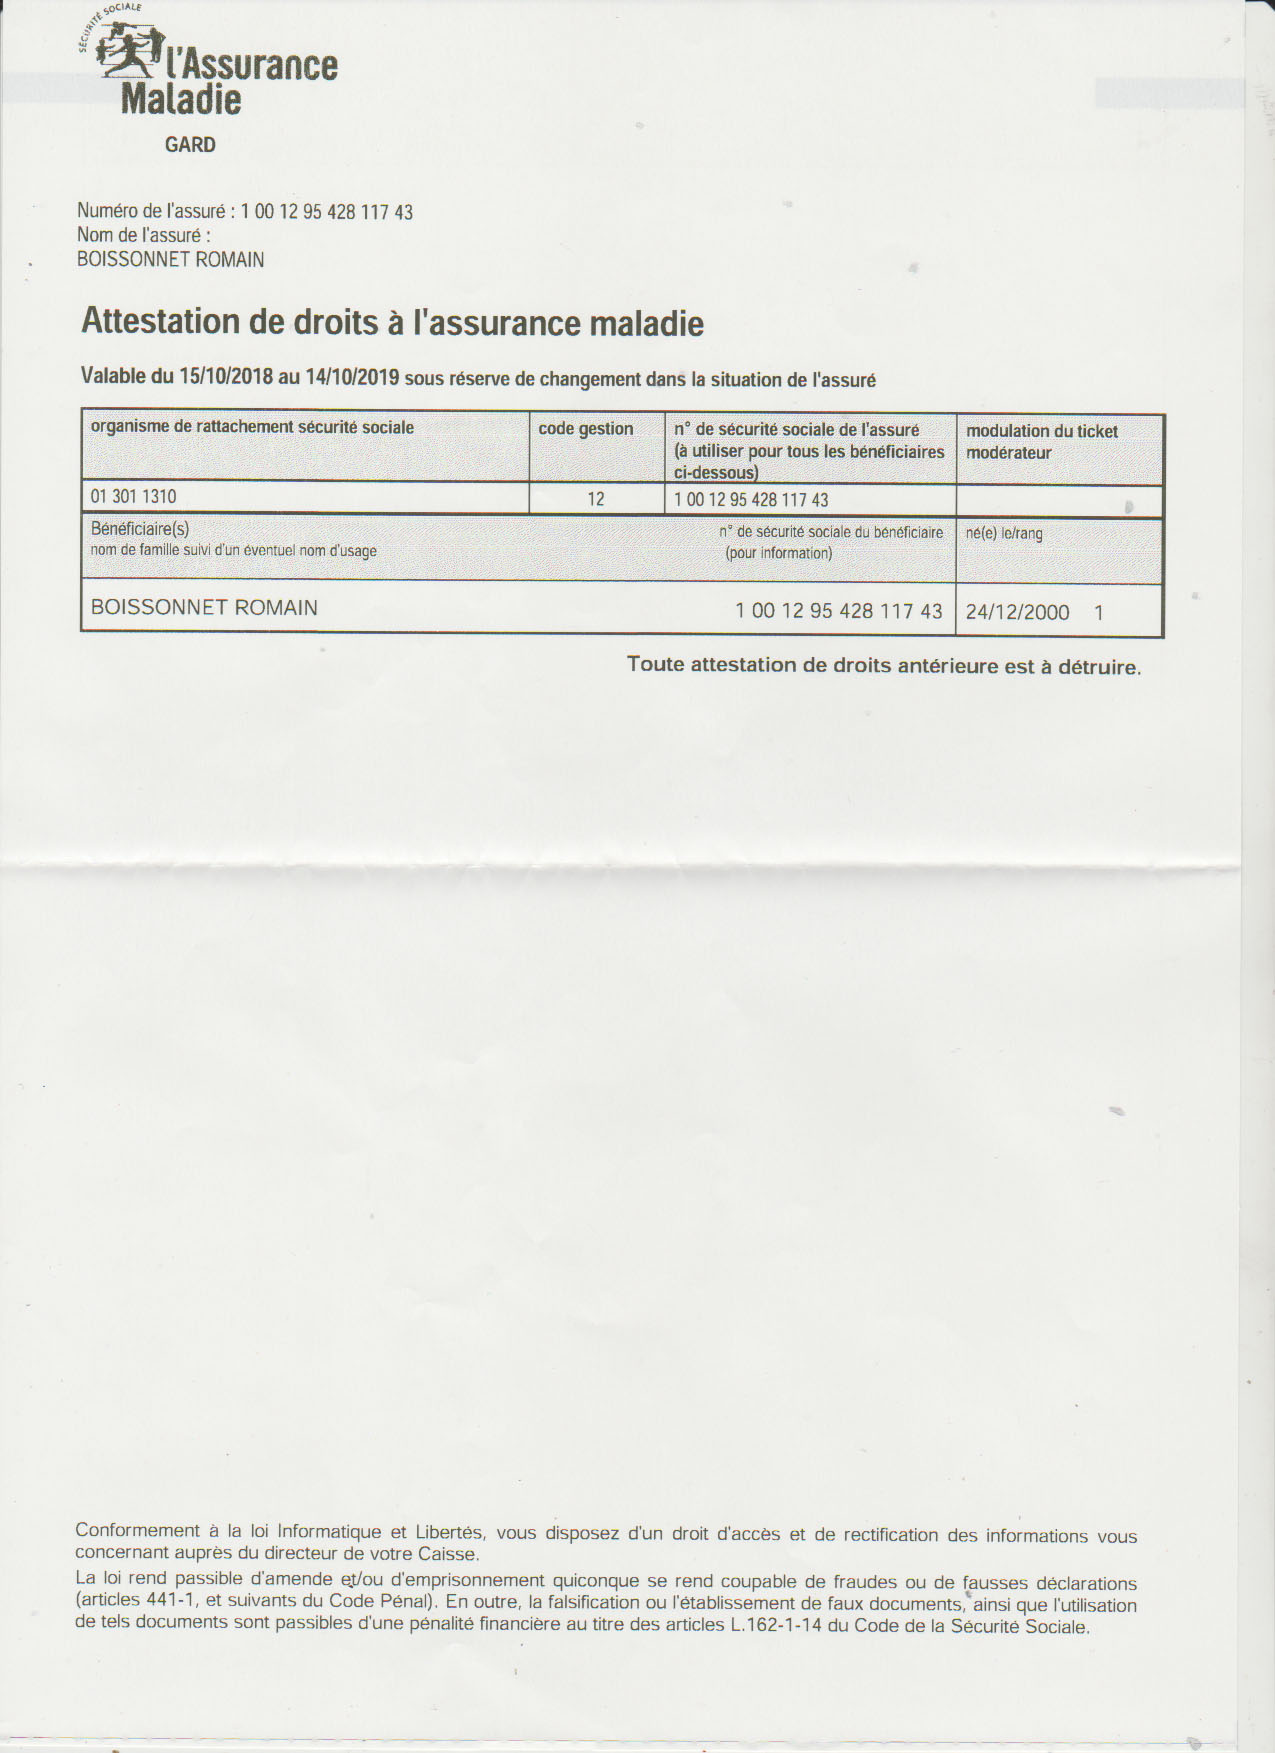 SÉCURITÉ SOCIALE
l'Assurance
Maladie
GARD
Numéro de l'assuré : 1 00 12 95 428 117 43
Nom de l'assuré :
BOISSONNET ROMAIN
Attestation de droits à l'assurance maladie
Valable du 15/10/2018 au 14/10/2019 sous réserve de changement dans la situation de l'assuré
organisme de rattachement sécurité sociale
code gestion
n° de sécurité sociale de l'assuré
(à utiliser pour tous les bénéficiaires
ci-dessous)
modulation du ticket
modérateur
01 301 1310
12
1 00 12 95 428 117 43
Bénéficiaire(s)
nom de famille suivi d'un éventuel nom d'usage
n° de sécurité sociale du bénéficiaire
(pour information)
né(e) le/rang
BOISSONNET ROMAIN
1 00 12 95 428 117 43
24/12/2000 1
Toute attestation de droits antérieure est à détruire.
Conformement à la loi Informatique et Libertés, vous disposez d'un droit d'accès et de rectification des informations vous
concernant auprès du directeur de votre Caisse.
La loi rend passible d'amende et/ou d'emprisonnement quiconque se rend coupable de fraudes ou de fausses déclarations
(articles 441-1, et suivants du Code Pénal). En outre, la falsification ou l'établissement de faux documents, ainsi que l'utilisation
de tels documents sont passibles d'une pénalité financière au titre des articles L.162-1-14 du Code de la Sécurité Sociale.